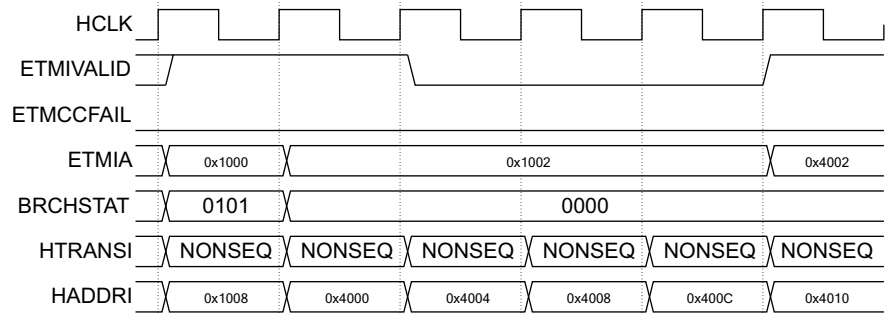 HCLK
ETMIVALID
ETMCCFAIL
ETMIA 0x1000 0x1002 0x4002
BRCHSTAT 0101 0000
HTRANSI NONSEQ NONSEQ NONSEQ NONSEQ NONSEQ NONSEQ
HADDRI 0x1008 0x4000 0x4004 0x4008 0x400C 0x4010